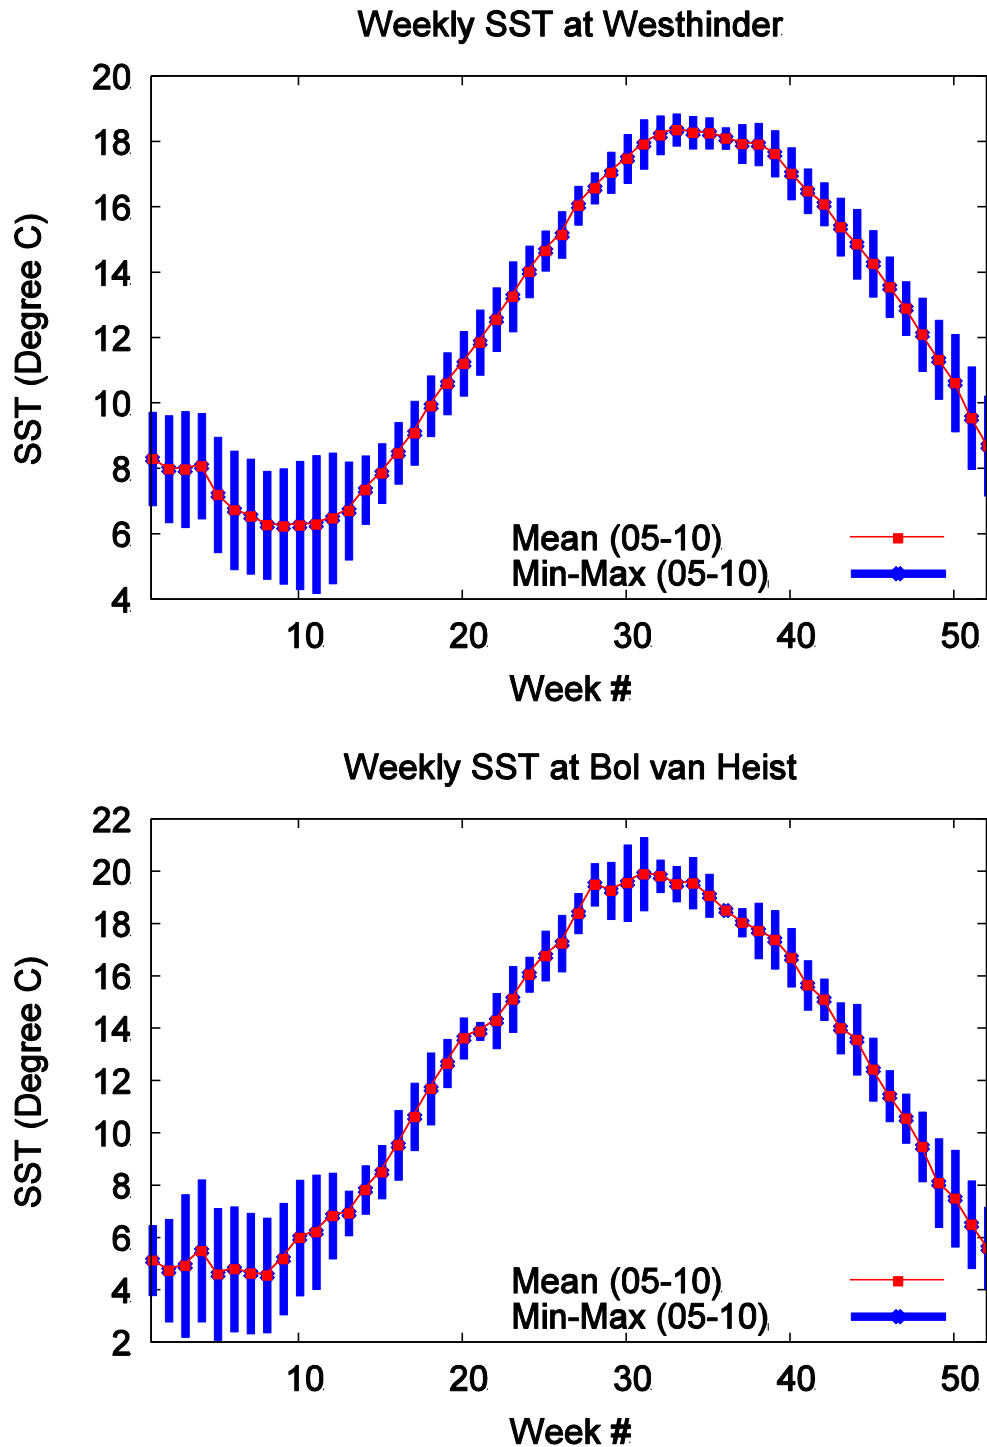 Weekly SST at Westhinder
20
18
16
14
12
10
8
6
4
SST (Degree C)
Mean (05-10)
Min-Max (05-10)
10 20 30 40 50
Week #
Weekly SST at Bol van Heist
22
20
18
16
14
12
10
8
6
4
2
SST (Degree C)
Mean (05-10)
Min-Max (05-10)
10 20 30 40 50
Week #